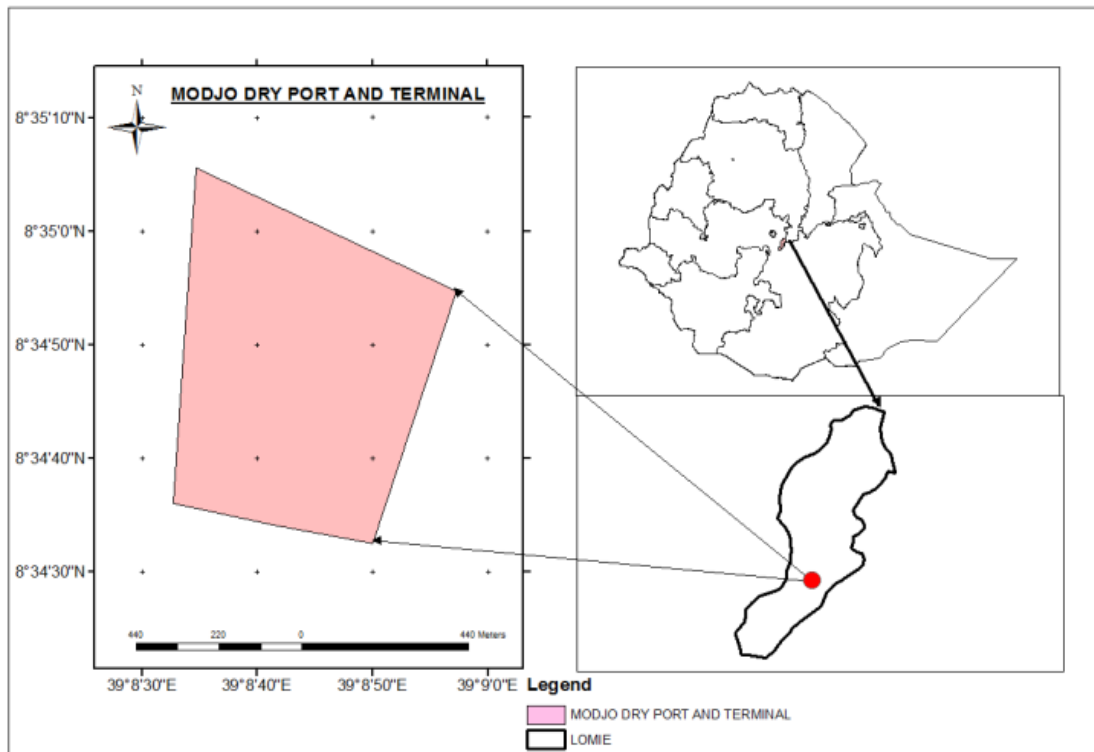 MODJO DRY PORT AND TERMINAL
N
8°35'10"N
8°35'0"N
8°34'50"N
8°34'40"N
8°34'30"N
440 220 0 440 Meters
39°8'30"E 39°8'40"E 39°8'50"E 39°9'0"E
Legend
MODJO DRY PORT AND TERMINAL
LOMIE